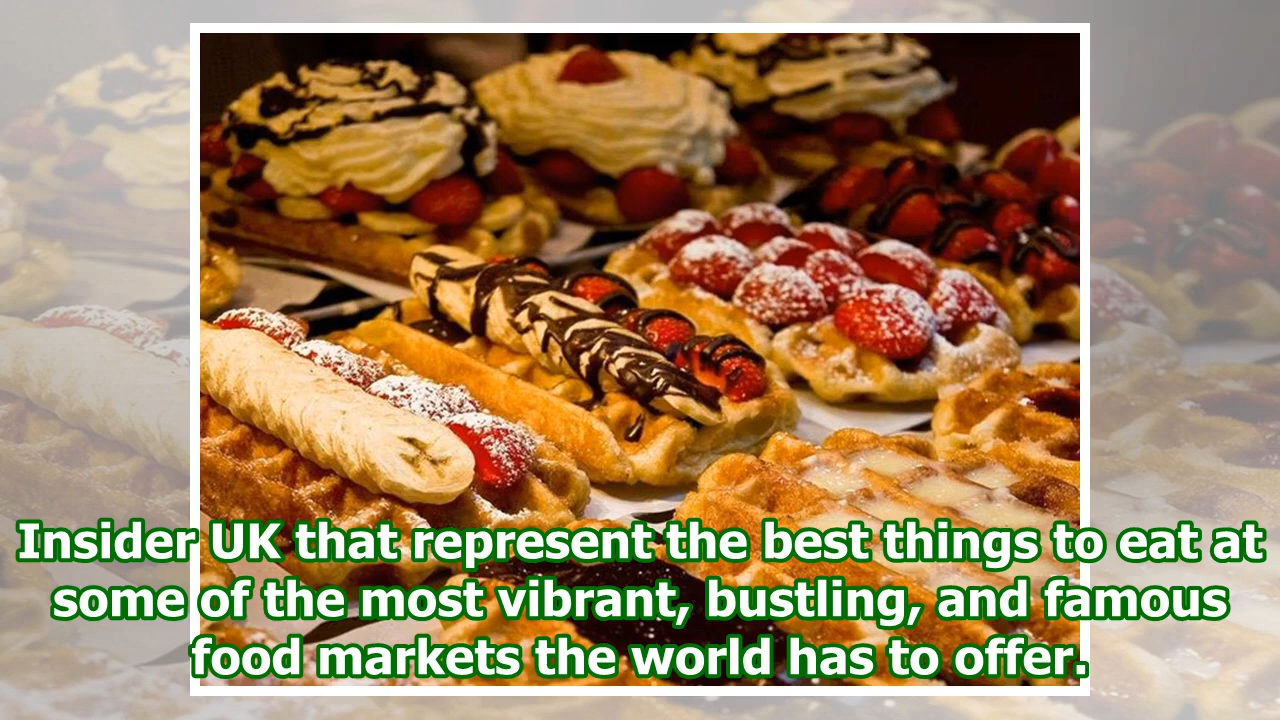 Insider UK that represent the best things to eat at
some of the most vibrant, bustling, and famous
food markets the world has to offer.